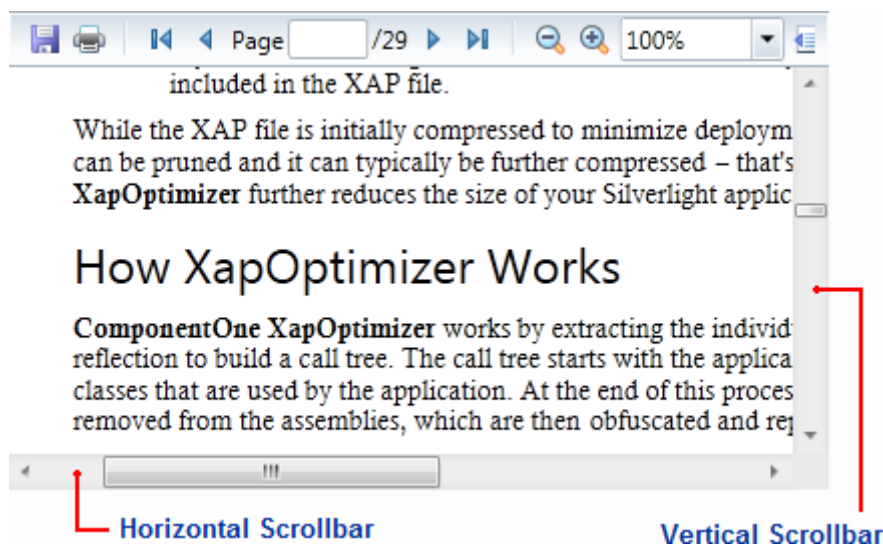 Page /29 100%
included in the XAP file.
While the XAP file is initially compressed to minimize deploym
can be pruned and it can typically be further compressed – that's
XapOptimizer further reduces the size of your Silverlight applic
How XapOptimizer Works
ComponentOne XapOptimizer works by extracting the individ
reflection to build a call tree. The call tree starts with the applica
classes that are used by the application. At the end of this proces
removed from the assemblies, which are then obfuscated and rep
Horizontal Scrollbar
Vertical Scrollbar